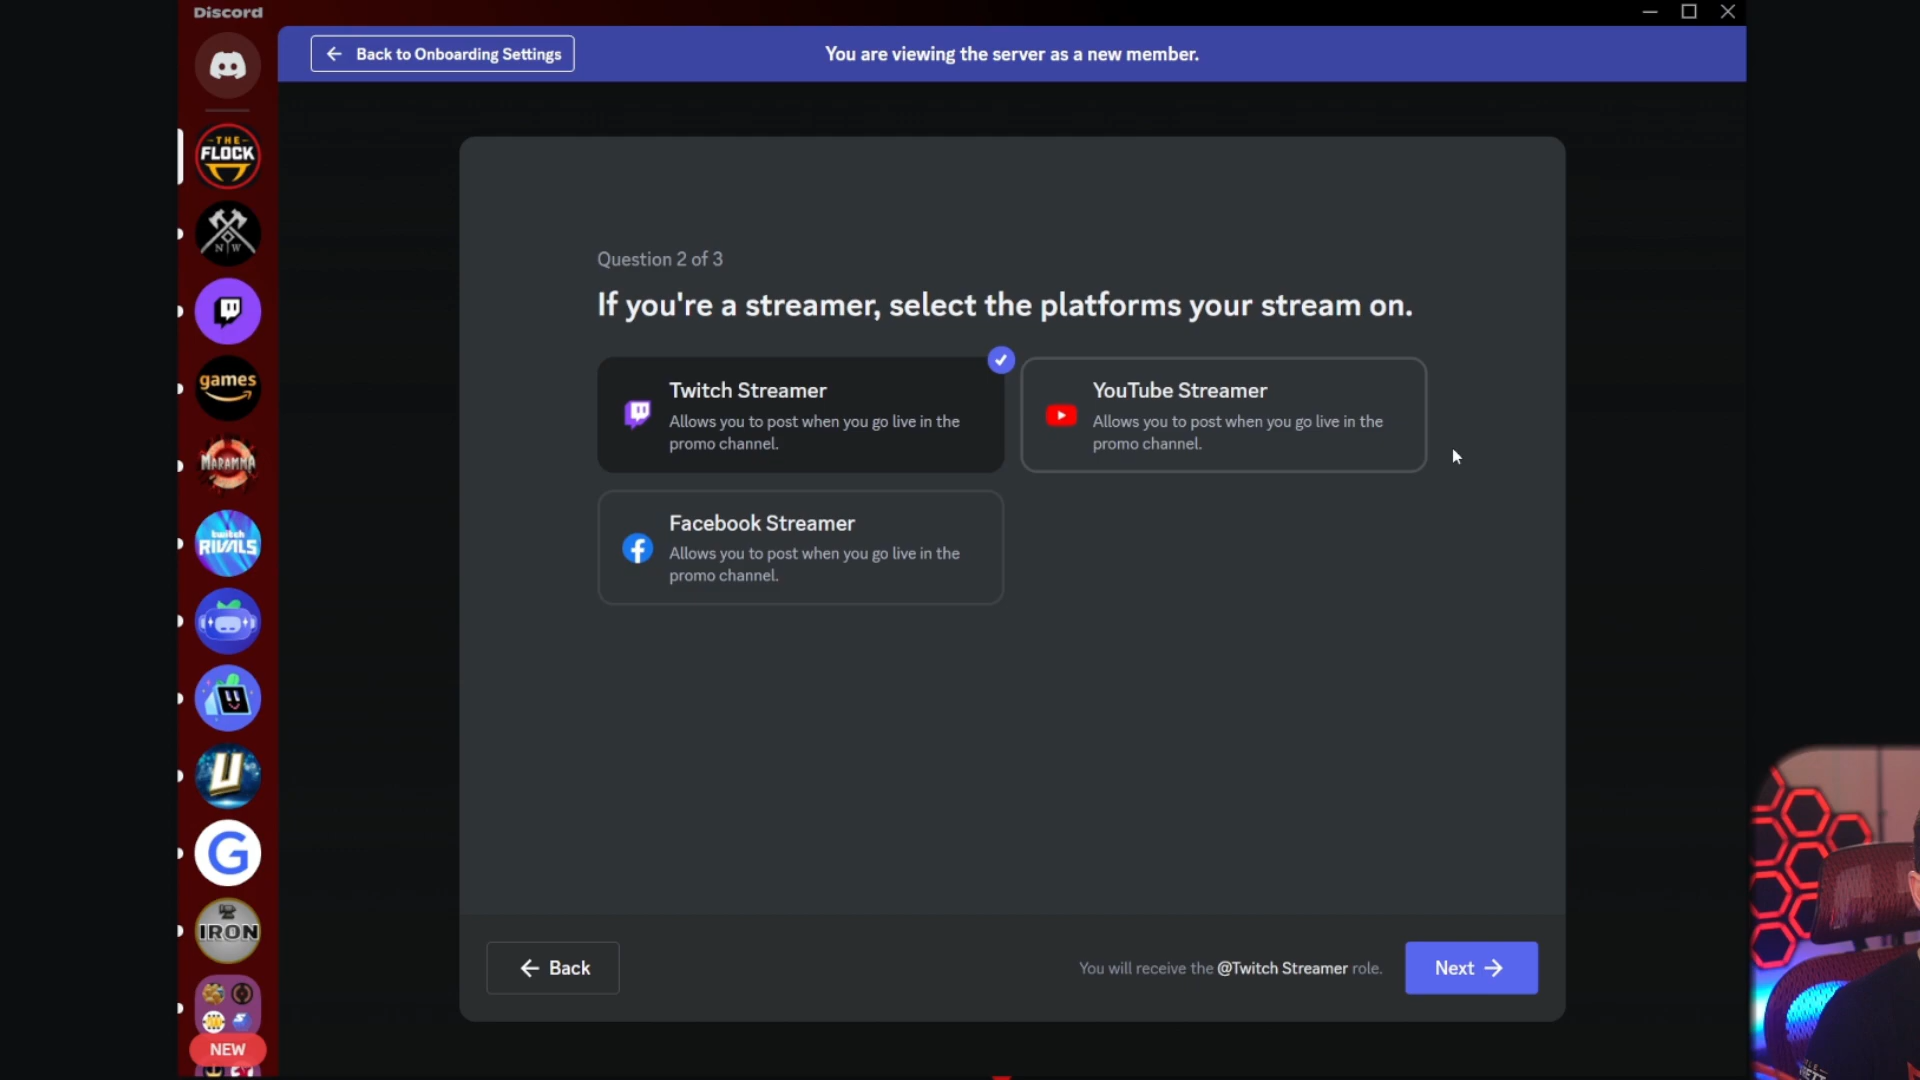 Discord
Back to Onboarding Settings
You are viewing the server as a new member.
THE
FLOCK
N W
games
MARAMMA
twitch
RIVALS
U
G
IRON
NEW
Question 2 of 3
If you're a streamer, select the platforms your stream on.
Twitch Streamer
Allows you to post when you go live in the
promo channel.
YouTube Streamer
Allows you to post when you go live in the
promo channel.
Facebook Streamer
Allows you to post when you go live in the
promo channel.
Back
You will receive the @Twitch Streamer role.
Next